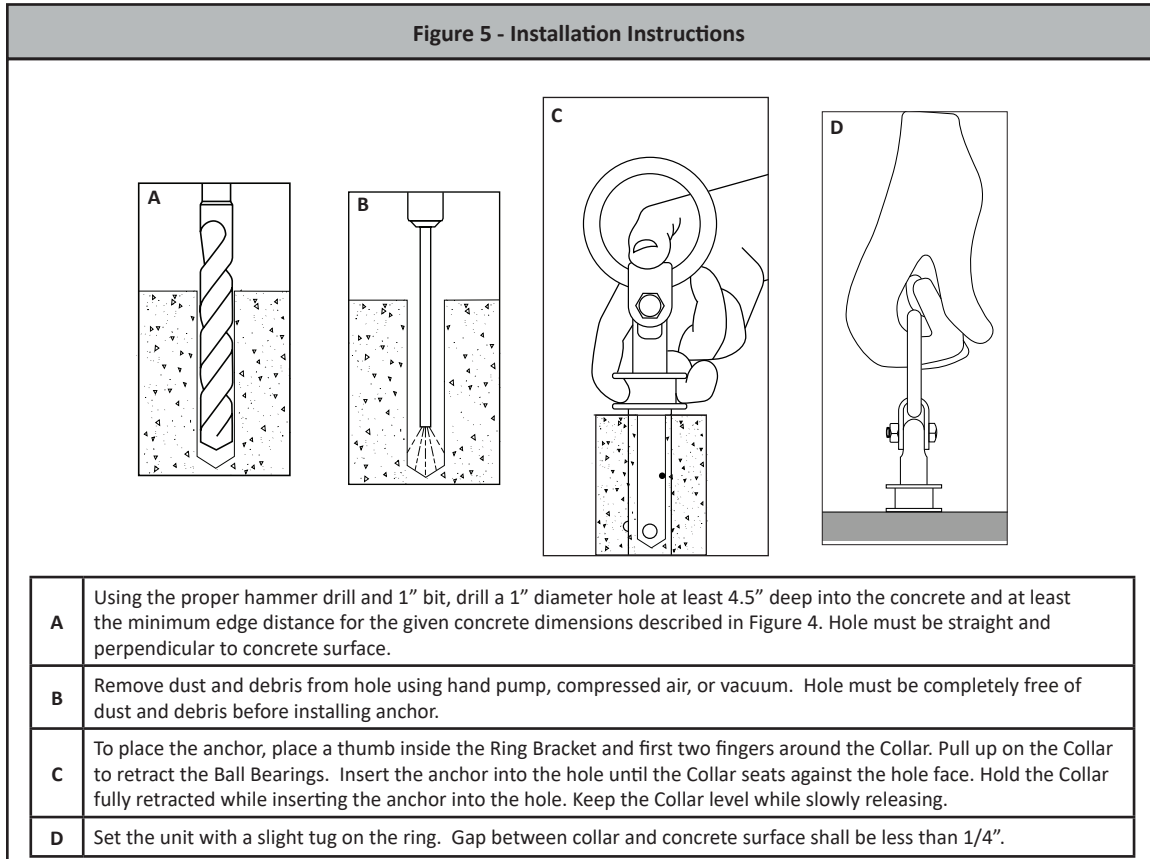 Figure 5 - Installation Instructions
A
B
C
D
A
Using the proper hammer drill and 1” bit, drill a 1” diameter hole at least 4.5” deep into the concrete and at least
the minimum edge distance for the given concrete dimensions described in Figure 4. Hole must be straight and
perpendicular to concrete surface.
B
Remove dust and debris from hole using hand pump, compressed air, or vacuum.  Hole must be completely free of
dust and debris before installing anchor.
C
To place the anchor, place a thumb inside the Ring Bracket and first two fingers around the Collar. Pull up on the Collar
to retract the Ball Bearings.  Insert the anchor into the hole until the Collar seats against the hole face. Hold the Collar
fully retracted while inserting the anchor into the hole. Keep the Collar level while slowly releasing.
D
Set the unit with a slight tug on the ring.  Gap between collar and concrete surface shall be less than 1/4”.